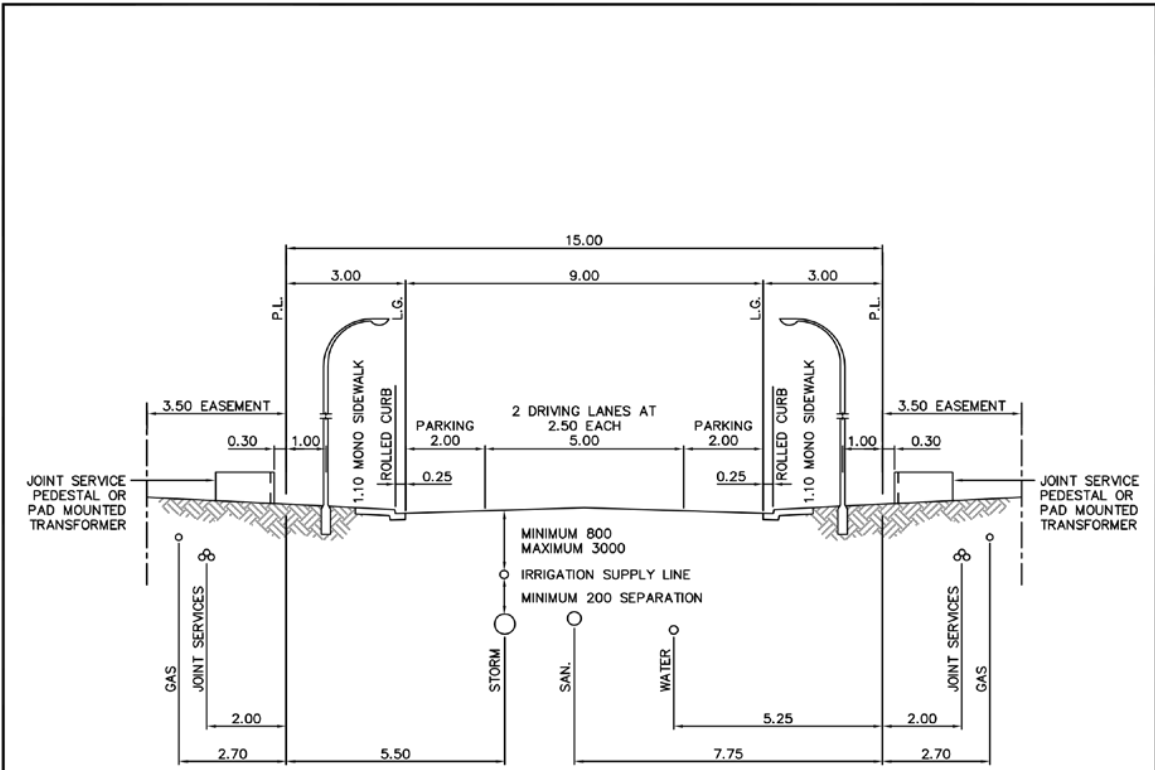 15.00
3.00
9.00
3.00
P.L.
L.G.
L.G.
P.L.
3.50 EASEMENT
1.10 MONO SIDEWALK
ROLLED CURB
2 DRIVING LANES AT
2.50 EACH
PARKING
2.00
5.00
PARKING
2.00
ROLLED CURB
1.10 MONO SIDEWALK
3.50 EASEMENT
0.30
1.00
0.25
0.25
1.00
0.30
JOINT SERVICE
PEDESTAL OR
PAD MOUNTED
TRANSFORMER
JOINT SERVICE
PEDESTAL OR
PAD MOUNTED
TRANSFORMER
MINIMUM 800
MAXIMUM 3000
IRRIGATION SUPPLY LINE
MINIMUM 200 SEPARATION
GAS
JOINT SERVICES
STORM
SAN.
WATER
JOINT SERVICES
GAS
2.00
5.25
2.00
2.70
5.50
7.75
2.70